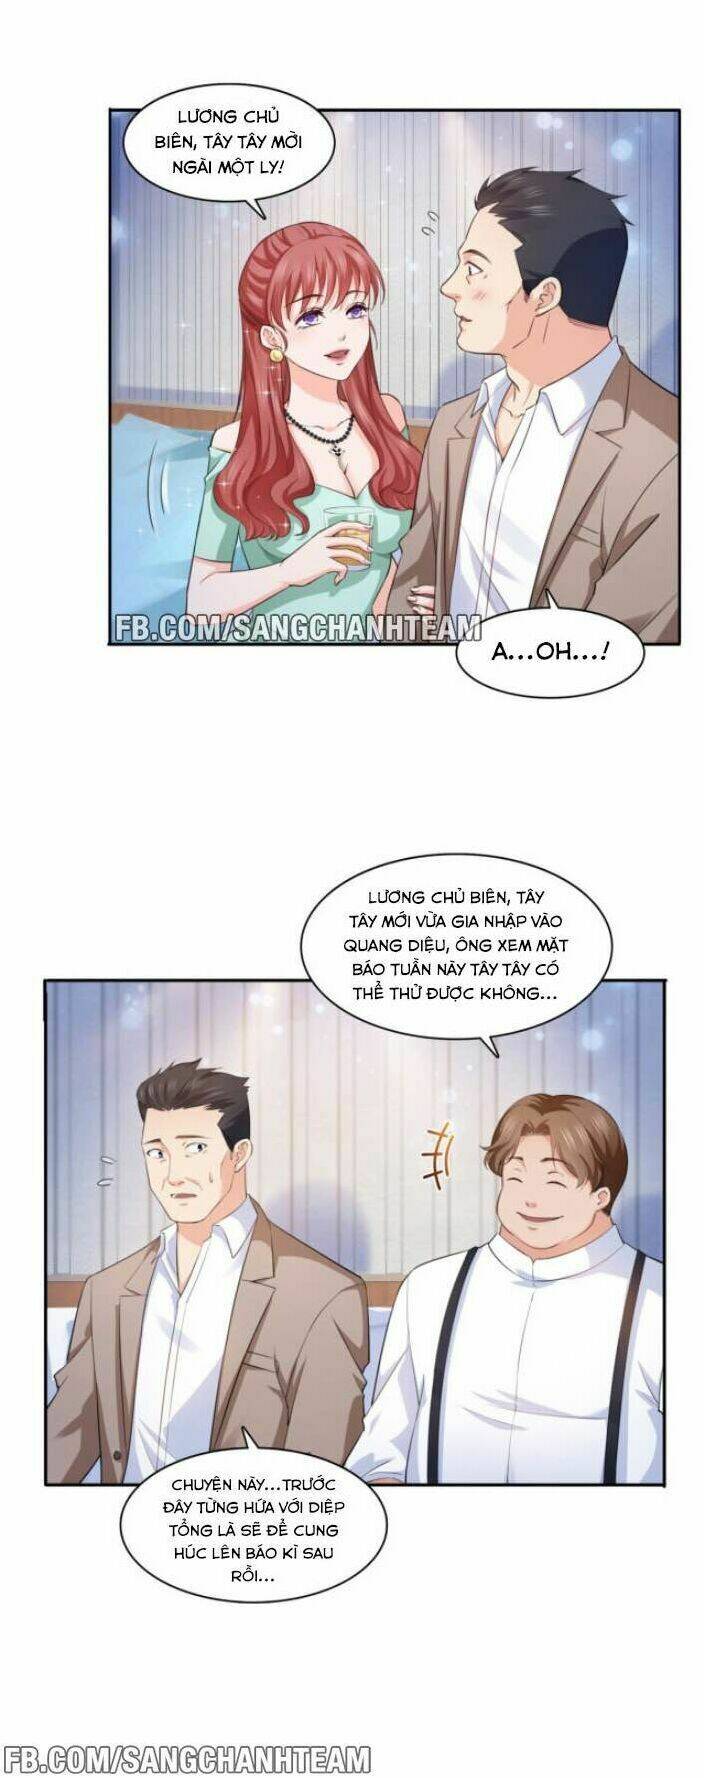 LƯƠNG CHỦ
BIÊN, TÂY TÂY MỜI
NGÀI MỘT LY!
FB.COM/SANGCHANHTEAM
A...OH...!
LƯƠNG CHỦ BIÊN, TÂY
TÂY MỚI VỪA GIA NHẬP VÀO
QUANG DIỆU, ÔNG XEM MẶT
BÁO TUẦN NÀY TÂY TÂY CÓ
THỂ THỬ ĐƯỢC KHÔNG...
CHUYỆN NÀY...TRƯỚC
ĐÂY TỪNG HỨA VỚI DIỆP
TỔNG LÀ SẼ ĐỂ CUNG
HÚC LÊN BÁO KÌ SAU
RỒI...
FB.COM/SANGCHANHTEAM